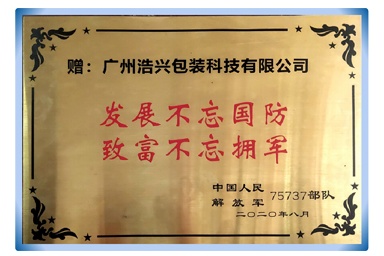 赠：广州浩兴包装科技有限公司
发展不忘国防
致富不忘拥军
中国人民
解放军 75737部队
二〇二〇年八月